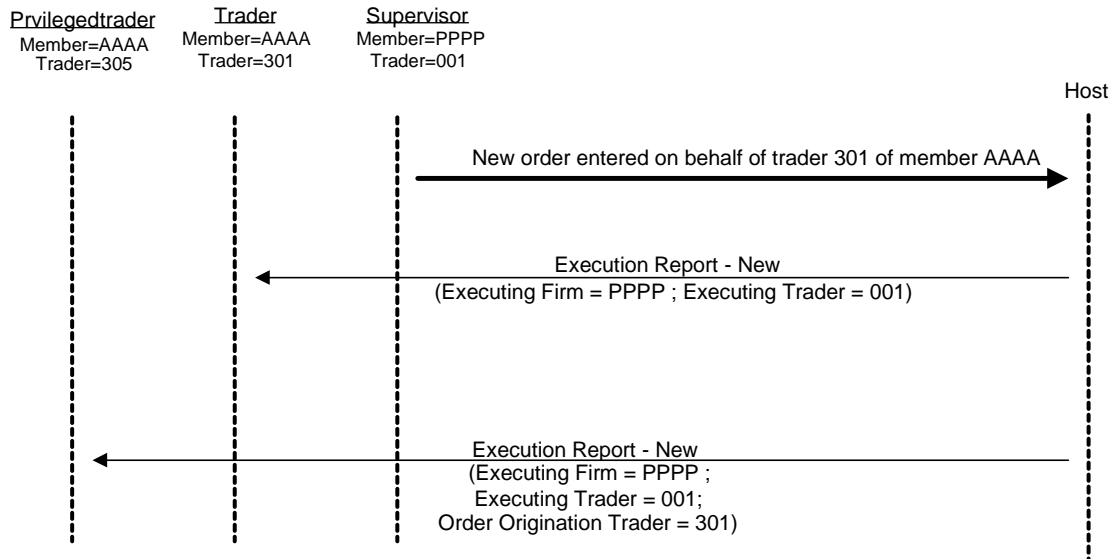 Prvilegedtrader
Member=AAAA
Trader=305
Trader
Member=AAAA
Trader=301
Supervisor
Member=PPPP
Trader=001
Host
New order entered on behalf of trader 301 of member AAAA
Execution Report - New
(Executing Firm = PPPP ; Executing Trader = 001)
Execution Report - New
(Executing Firm = PPPP ;
Executing Trader = 001;
Order Origination Trader = 301)